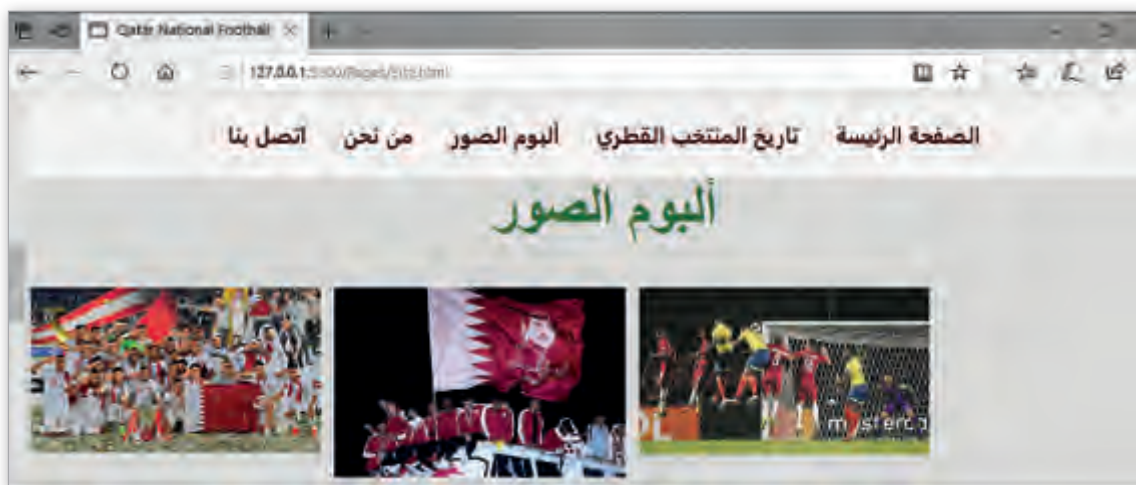 Qatar National Football
127.0.0.1
الصفحة الرئيسة تاريخ المنتخب القطري ألبوم الصور من نحن اتصل بنا
ألبوم الصور